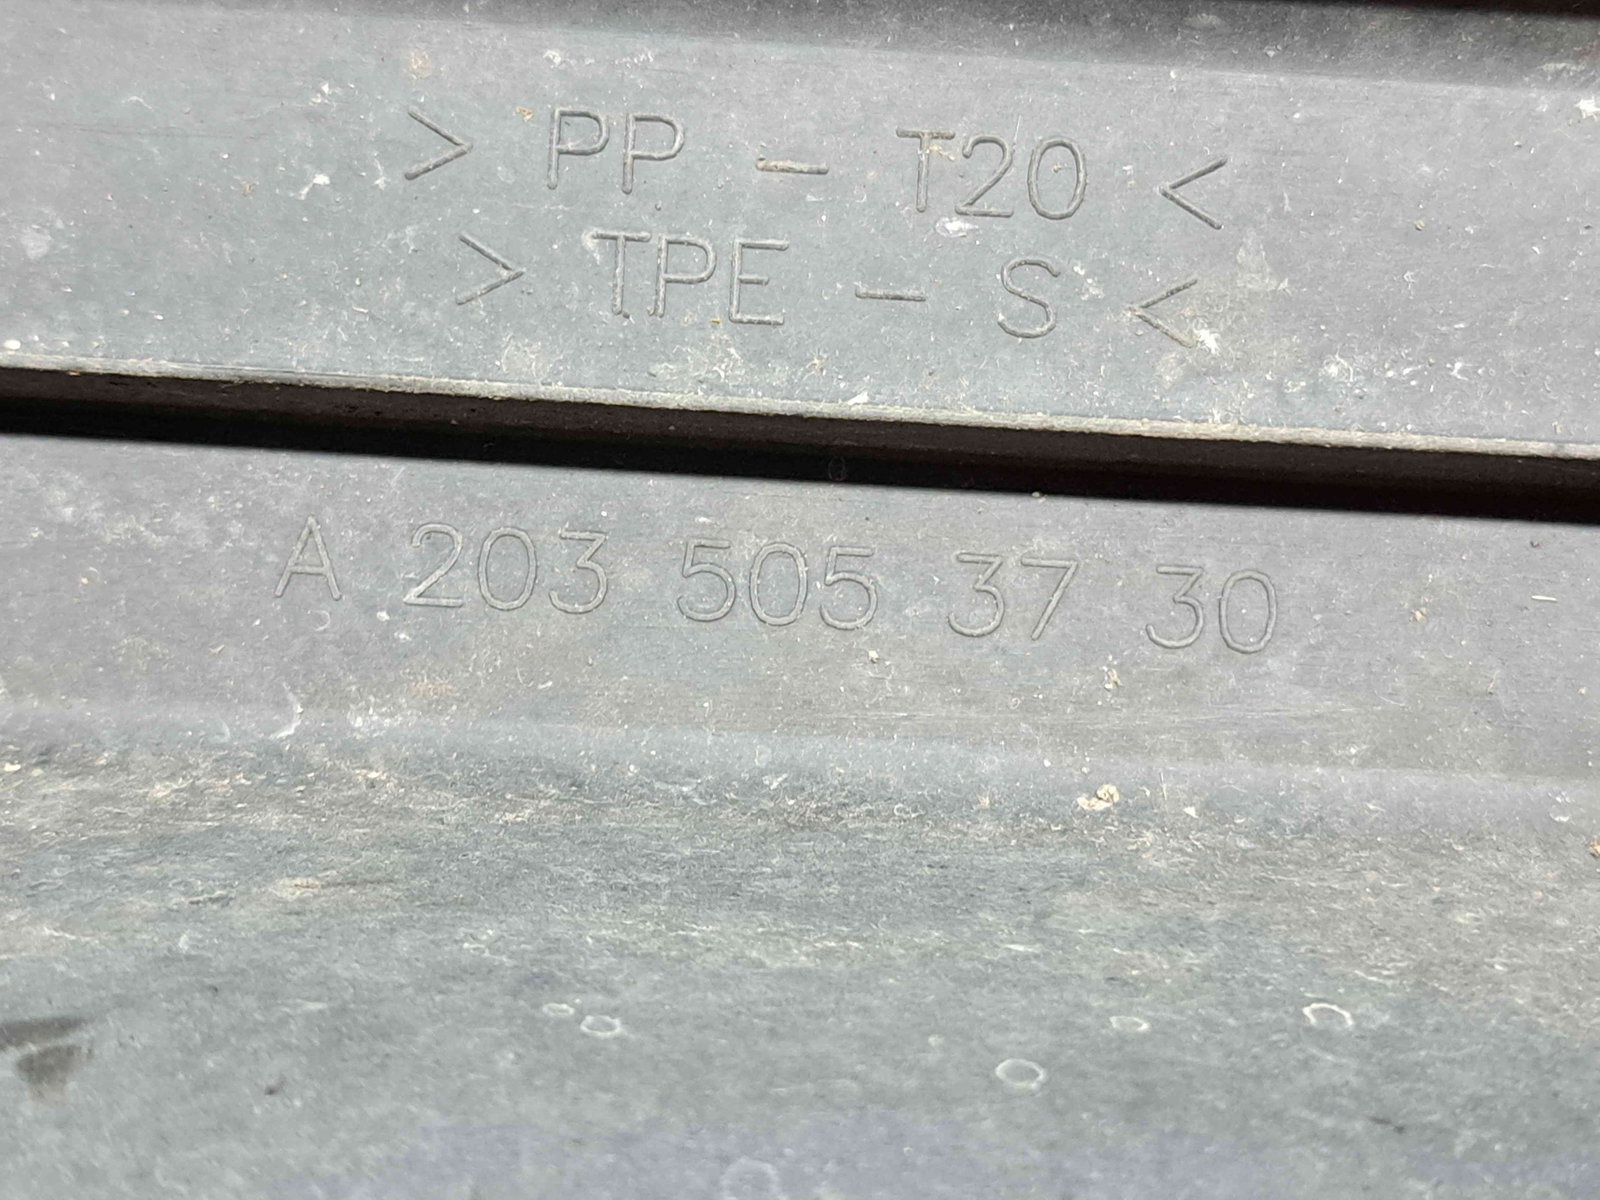 > PP - T20 <
> TPE - S <
A 203 505 37 30